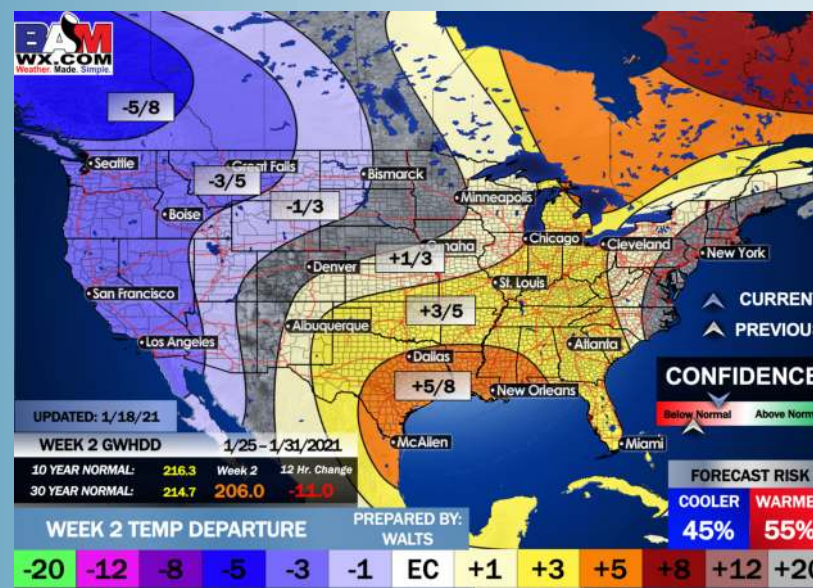 BAM
WX.COM
Weather. Made. Simple.
-5/8
Seattle
-3/5
Great Falls
Bismarck
Boise
-1/3
Minneapolis
Omaha
Chicago
Cleveland
New York
+1/3
Denver
San Francisco
St. Louis
+3/5
Los Angeles
Albuquerque
Dallas
Atlanta
+5/8
New Orleans
McAllen
Miami
CURRENT
PREVIOUS
CONFIDENCE
Below Normal
Above Norm
UPDATED: 1/18/21
WEEK 2 GWHDD 1/25 - 1/31/2021
10 YEAR NORMAL: 216.3 Week 2 12 Hr. Change
30 YEAR NORMAL: 214.7 206.0 -11.0
FORECAST RISK
COOLER WARME
45% 55%
WEEK 2 TEMP DEPARTURE
PREPARED BY:
WALTS
-20 -12 -8 -5 -3 -1 EC +1 +3 +5 +8 +12 +20